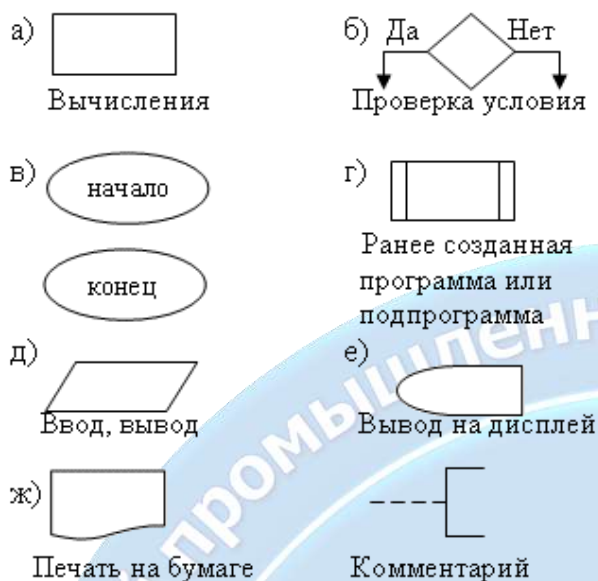 а)
Вычисления
б) Да Нет
Проверка условия
в) начало
конец
г)
Ранее созданная
программа или
подпрограмма
д)
Ввод, вывод
е)
Вывод на дисплей
ж)
Печать на бумаге
Комментарий